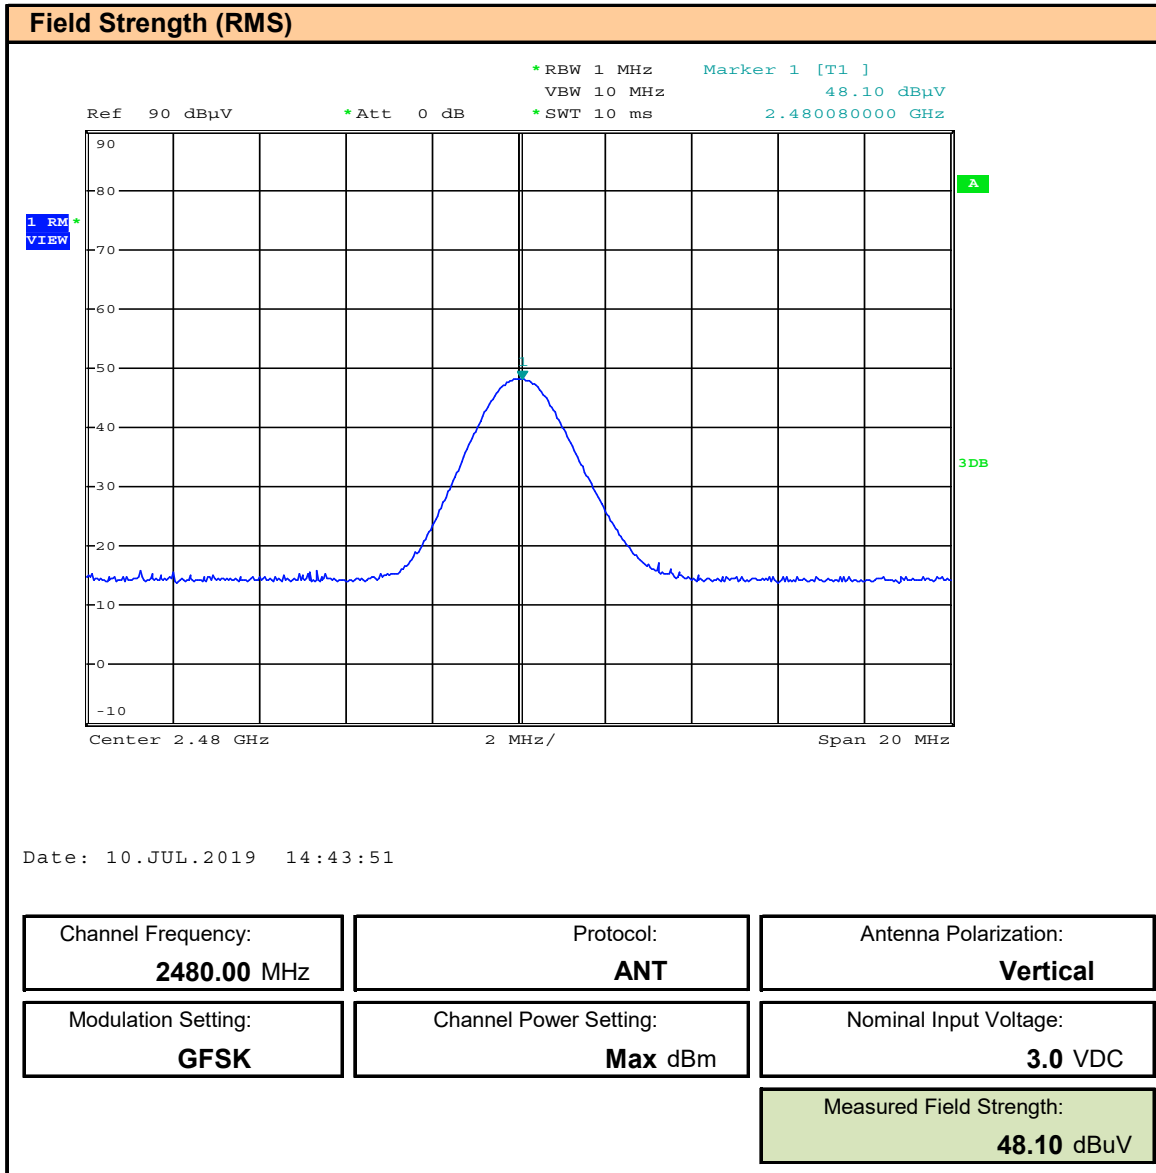 Field Strength (RMS)
*RBW 1 MHz Marker 1 [T1 ]
VBW 10 MHz 48.10 dBµV
Ref 90 dBµV *Att 0 dB *SWT 10 ms 2.480080000 GHz
90
80
A
1 RM *
VIEW
70
60
1
50
40
3DB
30
20
10
0
-10
Center 2.48 GHz 2 MHz/ Span 20 MHz
Date: 10.JUL.2019 14:43:51
Channel Frequency: Protocol: Antenna Polarization:
2480.00 MHz ANT Vertical
Modulation Setting: Channel Power Setting: Nominal Input Voltage:
GFSK Max dBm 3.0 VDC
Measured Field Strength:
48.10 dBuV